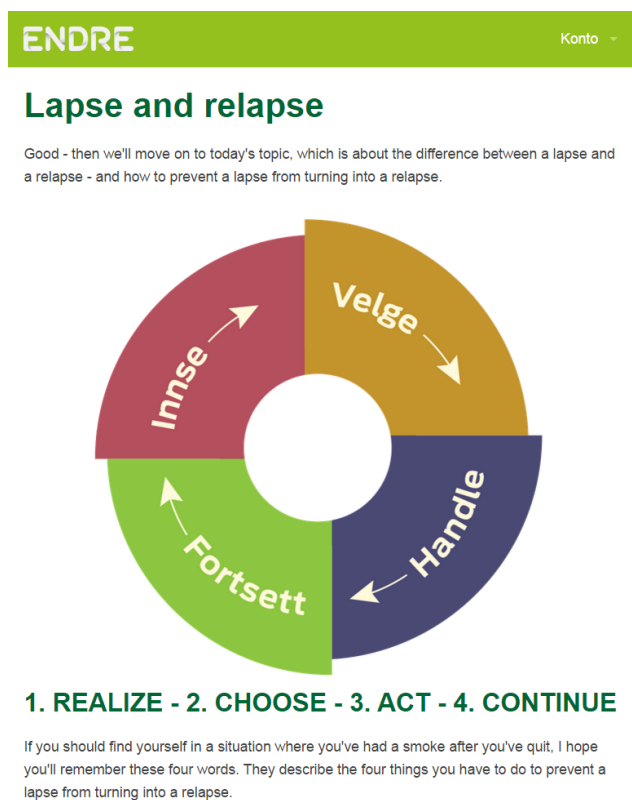 ENDRE
Konto
Lapse and relapse
Good - then we'll move on to today's topic, which is about the difference between a lapse and
a relapse - and how to prevent a lapse from turning into a relapse.
Innse
Velge
Handle
Fortsett
1. REALIZE - 2. CHOOSE - 3. ACT - 4. CONTINUE
If you should find yourself in a situation where you've had a smoke after you've quit, I hope
you'll remember these four words. They describe the four things you have to do to prevent a
lapse from turning into a relapse.